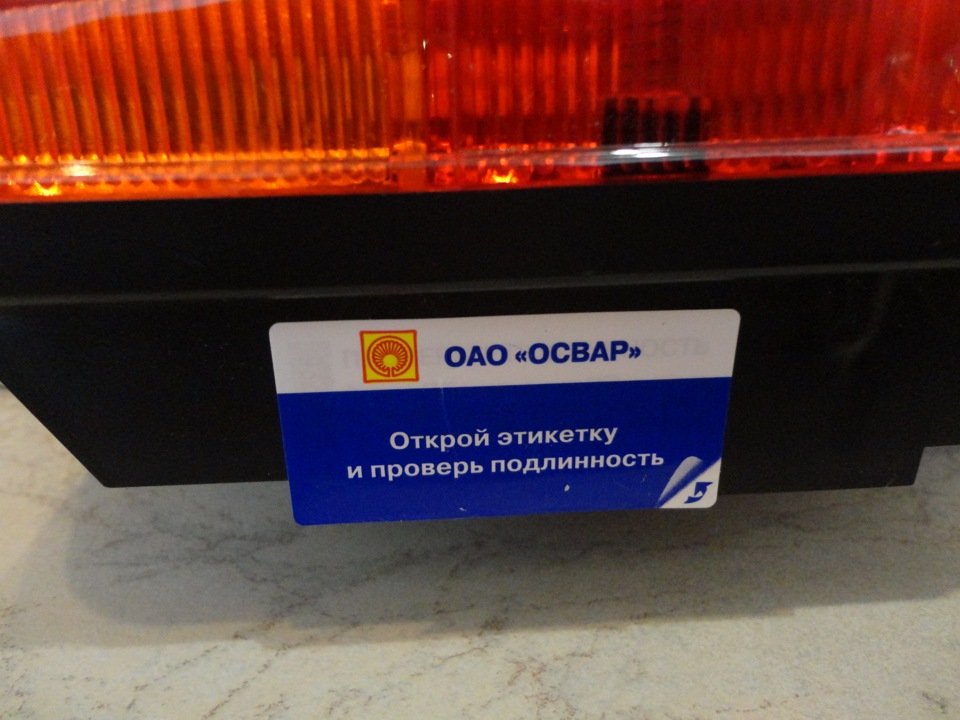 ОАО «ОСВАР»
Открой этикетку
и проверь подлинность